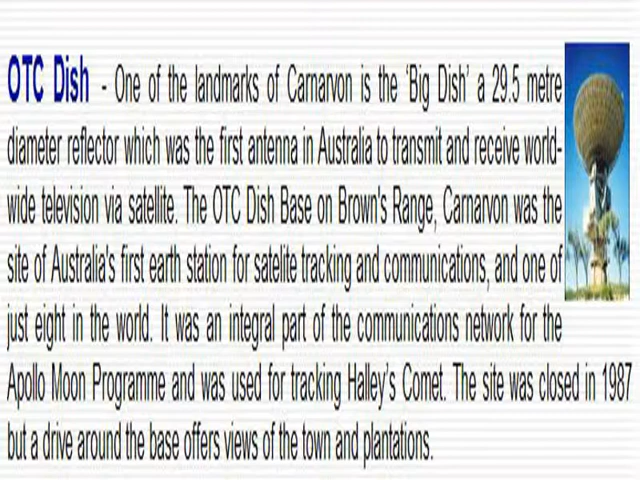 OTC Dish - One of the landmarks of Carnarvon is the ‘Big Dish’ a 29.5 metre
diameter reflector which was the first antenna in Australia to transmit and receive world-
wide television via satellite. The OTC Dish Base on Brown's Range, Carnarvon was the
site of Australia's first earth station for satelite tracking and communications, and one of
just eight in the world. It was an integral part of the communications network for the
Apollo Moon Programme and was used for tracking Halley's Comet. The site was closed in 1987
but a drive around the base offers views of the town and plantations.